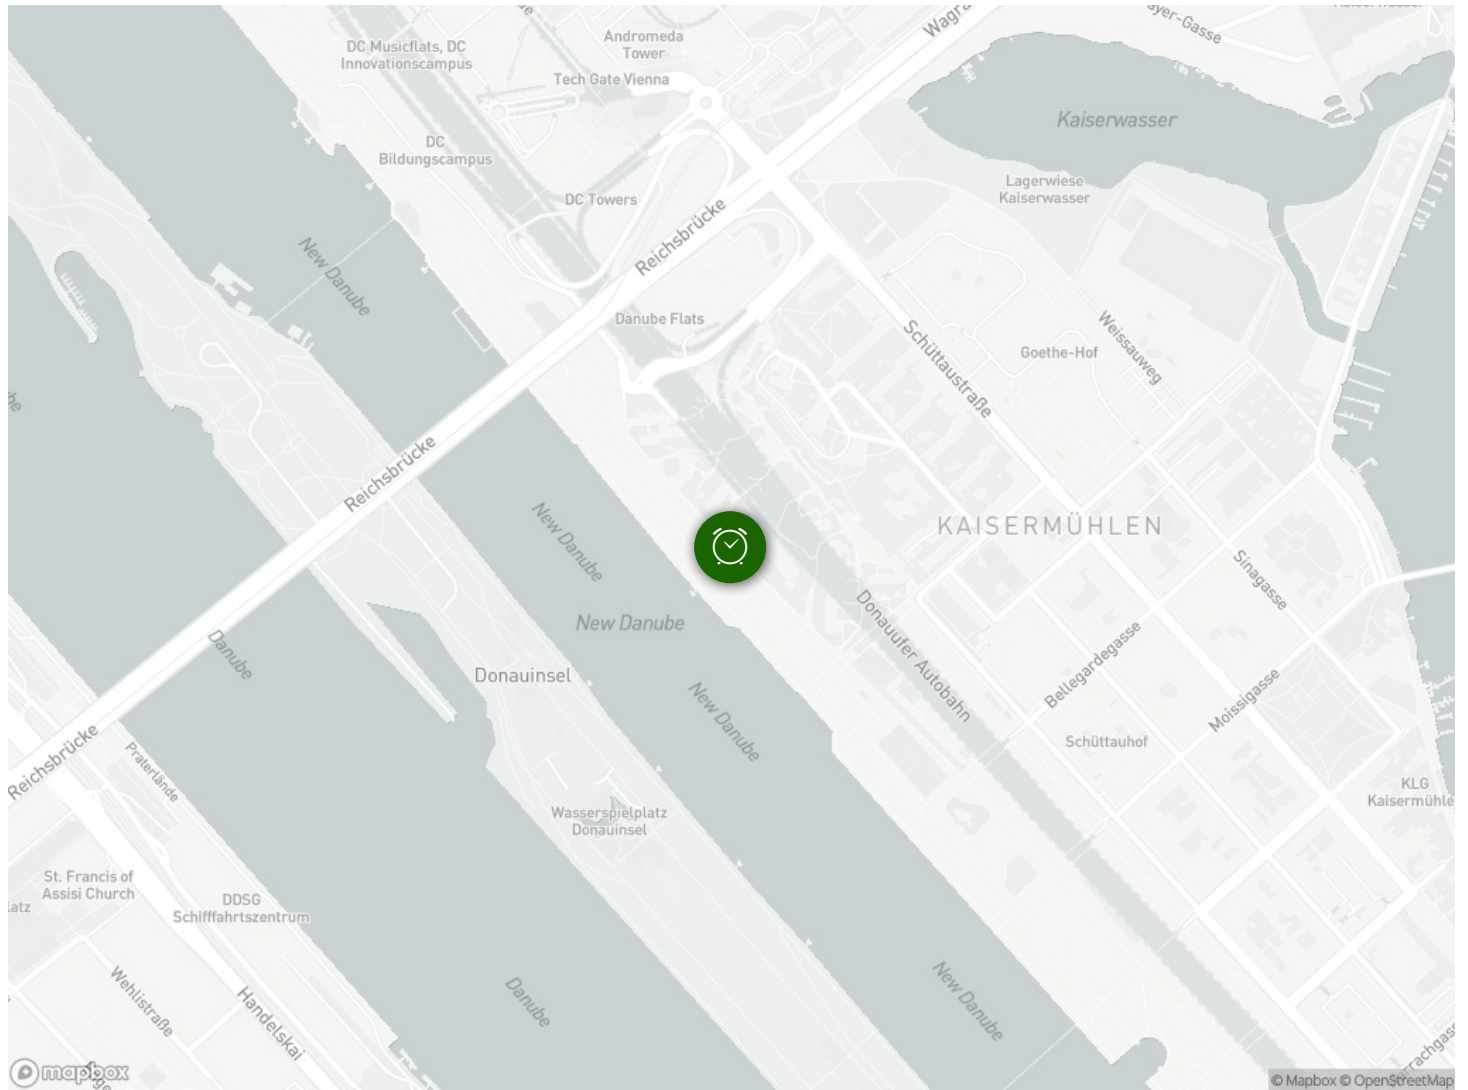 DC Musicflats, DC
Innovationscampus
Andromeda
Tower
Tech Gate Vienna
Kaiserwasser
DC
Bildungscampus
Lagerwiese
Kaiserwasser
DC Towers
Reichsbrücke
New Danube
Danube Flats
Schüttaustraße
Weissauweg
Goethe-Hof
Reichsbrücke
New Danube
KAISERMÜHLEN
Sinagasse
New Danube
Donauufer Autobahn
Danube
Donauinsel
Bellegardegasse
Moissigasse
New Danube
Schüttauhof
Reichsbrücke
Praterlände
KLG
Wasserspielplatz
Donauinsel
St. Francis of
Assisi Church
DDSG
Schifffahrtszentrum
Wehlistraße
Handelskai
Danube
New Danube
mapbox
© Mapbox © OpenStreetMap